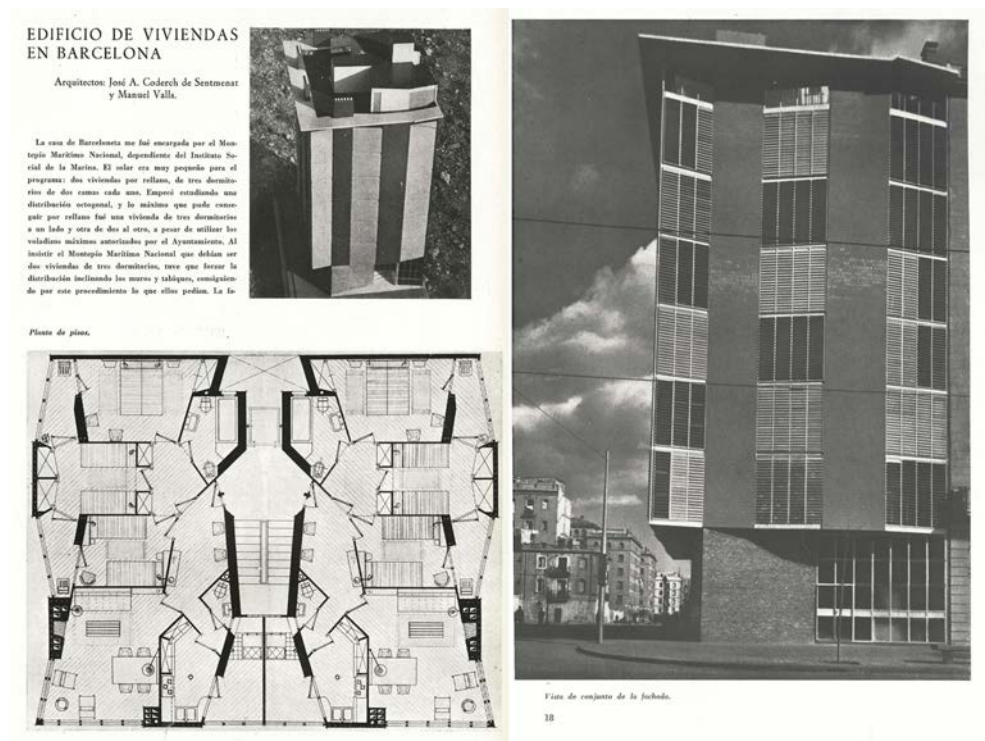 EDIFICIO DE VIVIENDAS
EN BARCELONA
Arquitectos: José A. Coderch de Sentmenat
y Manuel Valls.
La casa de Barceloneta me fué encargada por el Mon-
tepío Marítimo Nacional, dependiente del Instituto So-
cial de la Marina. El solar era muy pequeño para el
programa: dos viviendas por rellano, de tres dormito-
rios de dos camas cada uno. Empecé estudiando una
distribución octogonal, y lo máximo que pude conse-
guir por rellano fué una vivienda de tres dormitorios
a un lado y otra de dos al otro, a pesar de utilizar los
voladizos máximos autorizados por el Ayuntamiento. Al
insistir el Montepío Marítimo Nacional que debían ser
dos viviendas de tres dormitorios, tuve que forzar la
distribución inclinando los muros y tabiques, consiguien-
do por este procedimiento lo que ellos pedían. La fa-
Planta de pisos.
Vista de conjunto de la fachada.
18